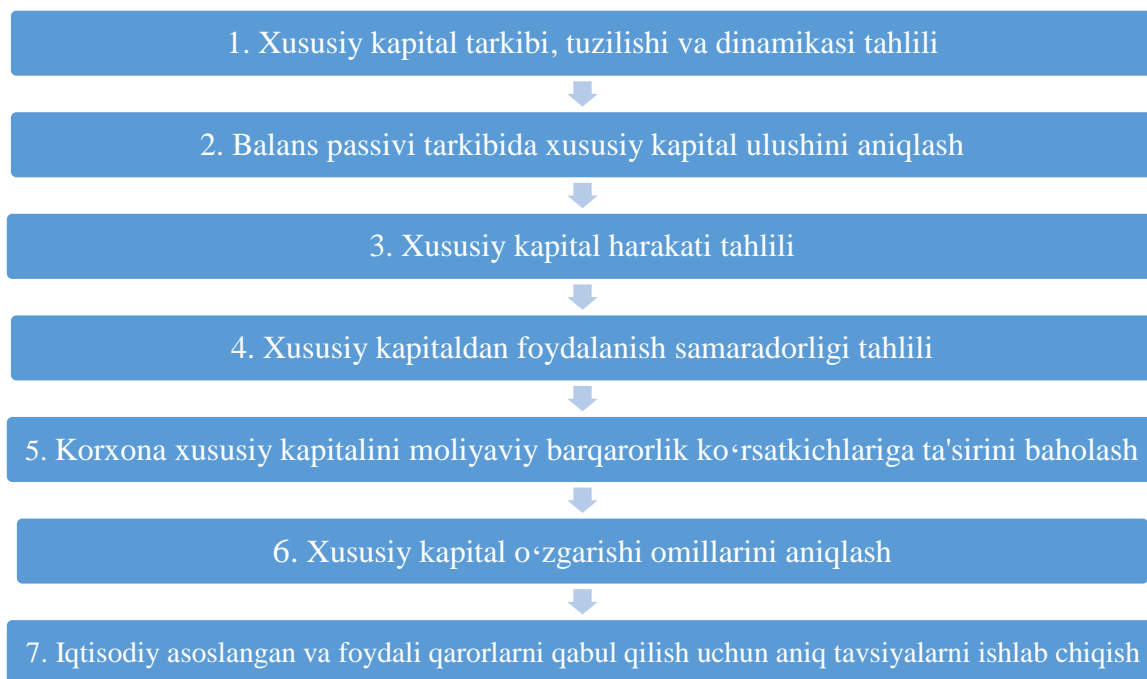 1. Xususiy kapital tarkibi, tuzilishi va dinamikasi tahlili
2. Balans passivi tarkibida xususiy kapital ulushini aniqlash
3. Xususiy kapital harakati tahlili
4. Xususiy kapitaldan foydalanish samaradorligi tahlili
5. Korxona xususiy kapitalini moliyaviy barqarorlik ko‘rsatkichlariga ta'sirini baholash
6. Xususiy kapital o‘zgarishi omillarini aniqlash
7. Iqtisodiy asoslangan va foydali qarorlarni qabul qilish uchun aniq tavsiyalarni ishlab chiqish